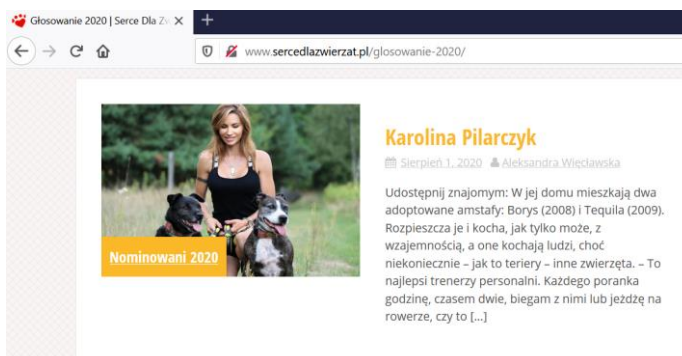 Głosowanie 2020 | Serce Dla Zw
www.sercedlazwierzat.pl/glosowanie-2020/
Nominowani 2020
Karolina Pilarczyk
Sierpień 1, 2020 Aleksandra Więcławska
Udostępnij znajomym: W jej domu mieszkają dwa
adoptowane amstafy: Borys (2008) i Tequila (2009).
Rozpieszcza je i kocha, jak tylko może, z
wzajemnością, a one kochają ludzi, choć
niekoniecznie – jak to teriery – inne zwierzęta. – To
najlepsi trenerzy personalni. Każdego poranka
godzinę, czasem dwie, biegam z nimi lub jeżdżę na
rowerze, czy to [...]